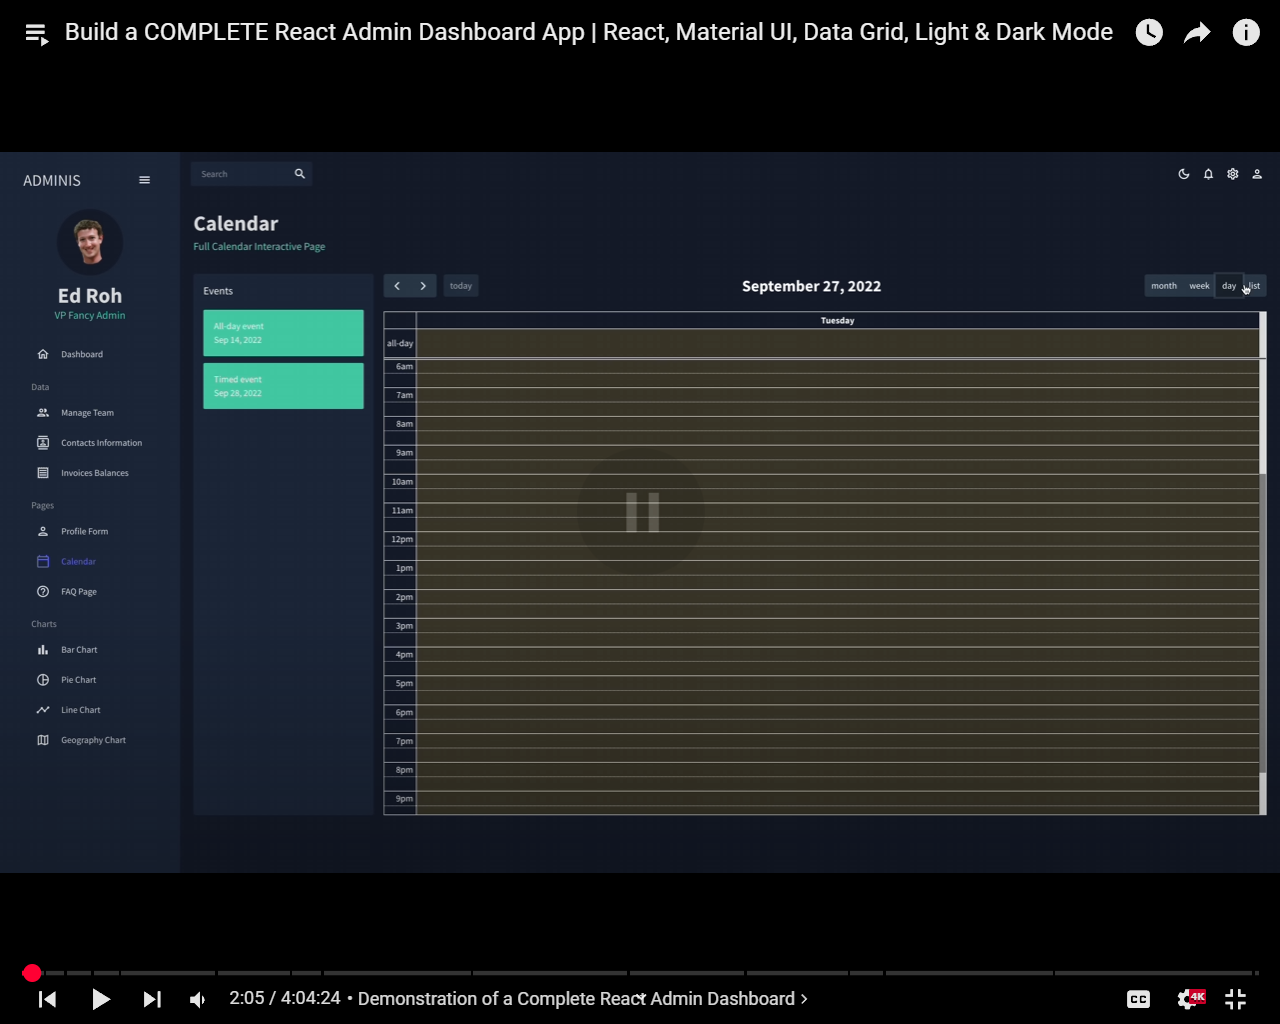 Build a COMPLETE React Admin Dashboard App | React, Material UI, Data Grid, Light & Dark Mode
ADMINIS
Search
Ed Roh
VP Fancy Admin
Dashboard
Data
Manage Team
Contacts Information
Invoices Balances
Pages
Profile Form
Calendar
FAQ Page
Charts
Bar Chart
Pie Chart
Line Chart
Geography Chart
Calendar
Full Calendar Interactive Page
Events
All-day event
Sep 14, 2022
Timed event
Sep 28, 2022
today
September 27, 2022
month week day list
Tuesday
all-day
6am
7am
8am
9am
10am
11am
12pm
1pm
2pm
3pm
4pm
5pm
6pm
7pm
8pm
9pm
2:05 / 4:04:24 • Demonstration of a Complete React Admin Dashboard
CC
4K